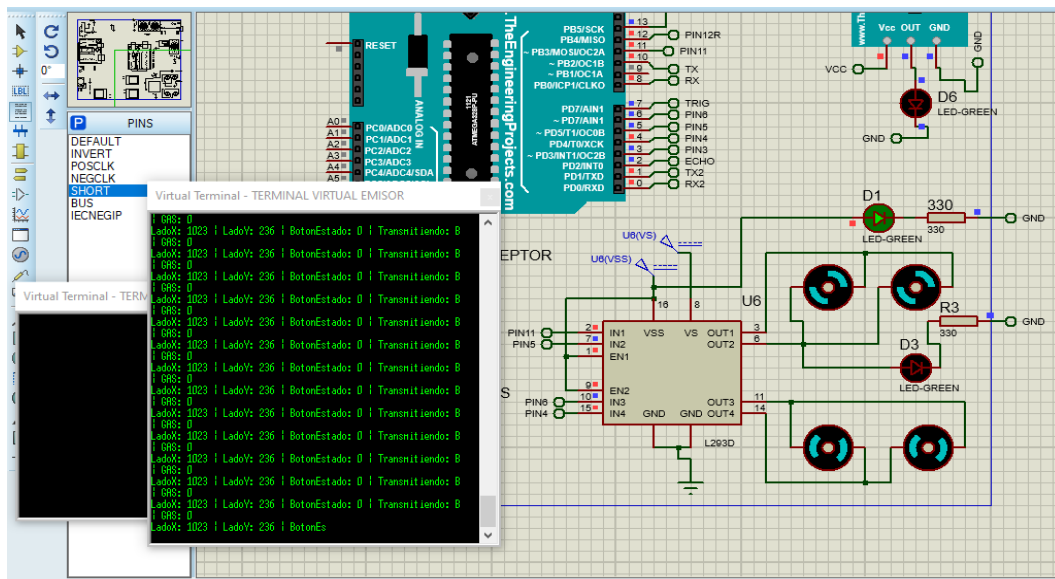 0°
LBL
P PINS
DEFAULT
INVERT
POSCLK
NEGCLK
SHORT
BUS
IECNEGIP
RESET
ANALOG IN
1121
ATMEGA328P-PU
.TheEngineeringProjects.com
A0
A1
A2
A3
A4
A5
PC0/ADC0
PC1/ADC1
PC2/ADC2
PC3/ADC3
PC4/ADC4/SDA
PB5/SCK
PB4/MISO
~ PB3/MOSI/OC2A
~ PB2/OC1B
~ PB1/OC1A
PB0/ICP1/CLKO
PD7/AIN1
~ PD7/AIN1
~ PD5/T1/OC0B
PD4/T0/XCK
~ PD3/INT1/OC2B
PD2/INT0
PD1/TXD
PD0/RXD
13
12
11
10
9
8
7
6
5
4
3
2
1
0
PIN12R
PIN11
TX
RX
TRIG
PIN6
PIN5
PIN4
PIN3
ECHO
TX2
RX2
www.Th
Vcc OUT GND
VCC
GND
D6
LED-GREEN
GND
Virtual Terminal - TERMINAL VIRTUAL EMISOR
| GAS: 0
LadoX: 1023 | LadoY: 236 | BotonEstado: 0 | Transmitiendo: B
| GAS: 0
LadoX: 1023 | LadoY: 236 | BotonEstado: 0 | Transmitiendo: B
| GAS: 0
LadoX: 1023 | LadoY: 236 | BotonEstado: 0 | Transmitiendo: B
| GAS: 0
LadoX: 1023 | LadoY: 236 | BotonEstado: 0 | Transmitiendo: B
| GAS: 0
LadoX: 1023 | LadoY: 236 | BotonEstado: 0 | Transmitiendo: B
| GAS: 0
LadoX: 1023 | LadoY: 236 | BotonEstado: 0 | Transmitiendo: B
| GAS: 0
LadoX: 1023 | LadoY: 236 | BotonEstado: 0 | Transmitiendo: B
| GAS: 0
LadoX: 1023 | LadoY: 236 | BotonEstado: 0 | Transmitiendo: B
| GAS: 0
LadoX: 1023 | LadoY: 236 | BotonEstado: 0 | Transmitiendo: B
| GAS: 0
LadoX: 1023 | LadoY: 236 | BotonEstado: 0 | Transmitiendo: B
| GAS: 0
LadoX: 1023 | LadoY: 236 | BotonEstado: 0 | Transmitiendo: B
| GAS: 0
LadoX: 1023 | LadoY: 236 | BotonEstado: 0 | Transmitiendo: B
| GAS: 0
LadoX: 1023 | LadoY: 236 | BotonEstado: 0 | Transmitiendo: B
| GAS: 0
LadoX: 1023 | LadoY: 236 | BotonEs
Virtual Terminal - TERM
EPTOR
S
U6(VS)
U6(VSS)
D1
LED-GREEN
330
330
GND
U6
16
8
PIN11
PIN5
PIN6
PIN4
2
7
1
9
10
15
IN1
IN2
EN1
EN2
IN3
IN4
VSS VS OUT1
OUT2
OUT3
GND GND OUT4
3
6
11
14
L293D
R3
330
GND
D3
LED-GREEN